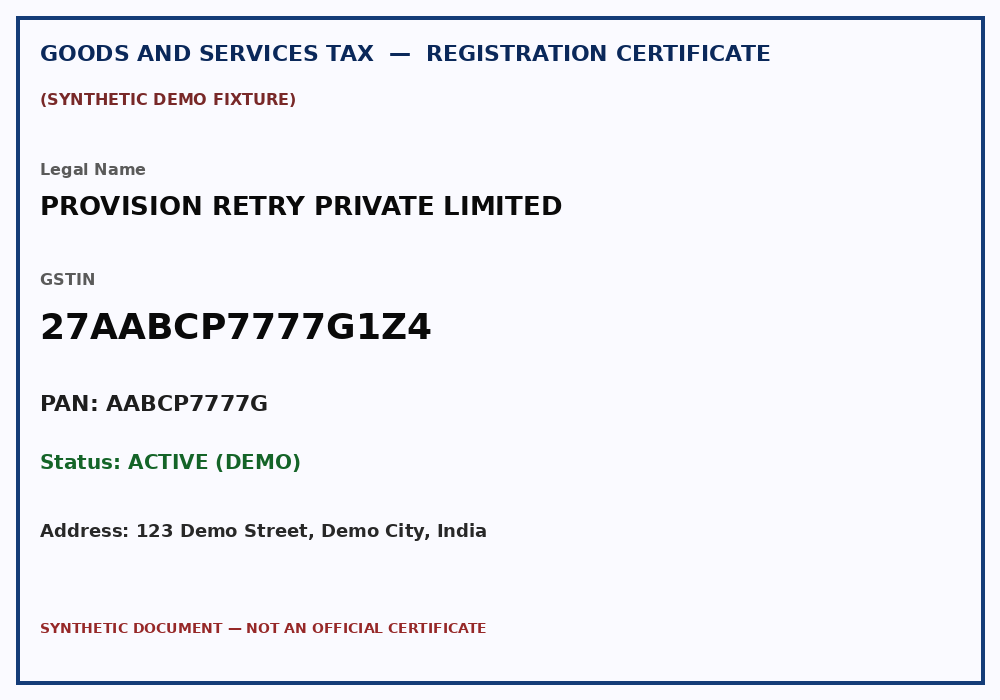 GOODS AND SERVICES TAX — REGISTRATION CERTIFICATE
(SYNTHETIC DEMO FIXTURE)
Legal Name
PROVISION RETRY PRIVATE LIMITED
GSTIN
27AABCP7777G1Z4
PAN: AABCP7777G
Status: ACTIVE (DEMO)
Address: 123 Demo Street, Demo City, India
SYNTHETIC DOCUMENT — NOT AN OFFICIAL CERTIFICATE